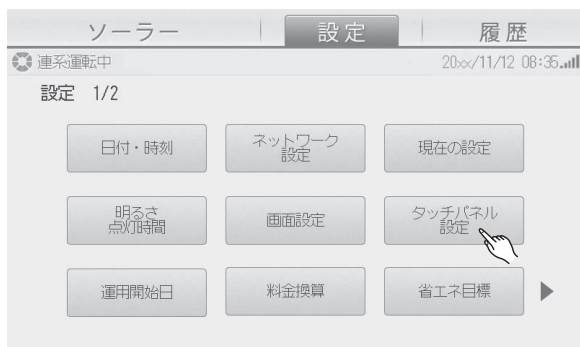 ソーラー
設定
履歴
連系運転中
20××/11/12 08:35
設定 1/2
日付・時刻
ネットワーク
設定
現在の設定
明るさ
点灯時間
画面設定
タッチパネル
設定
運用開始日
料金換算
省エネ目標